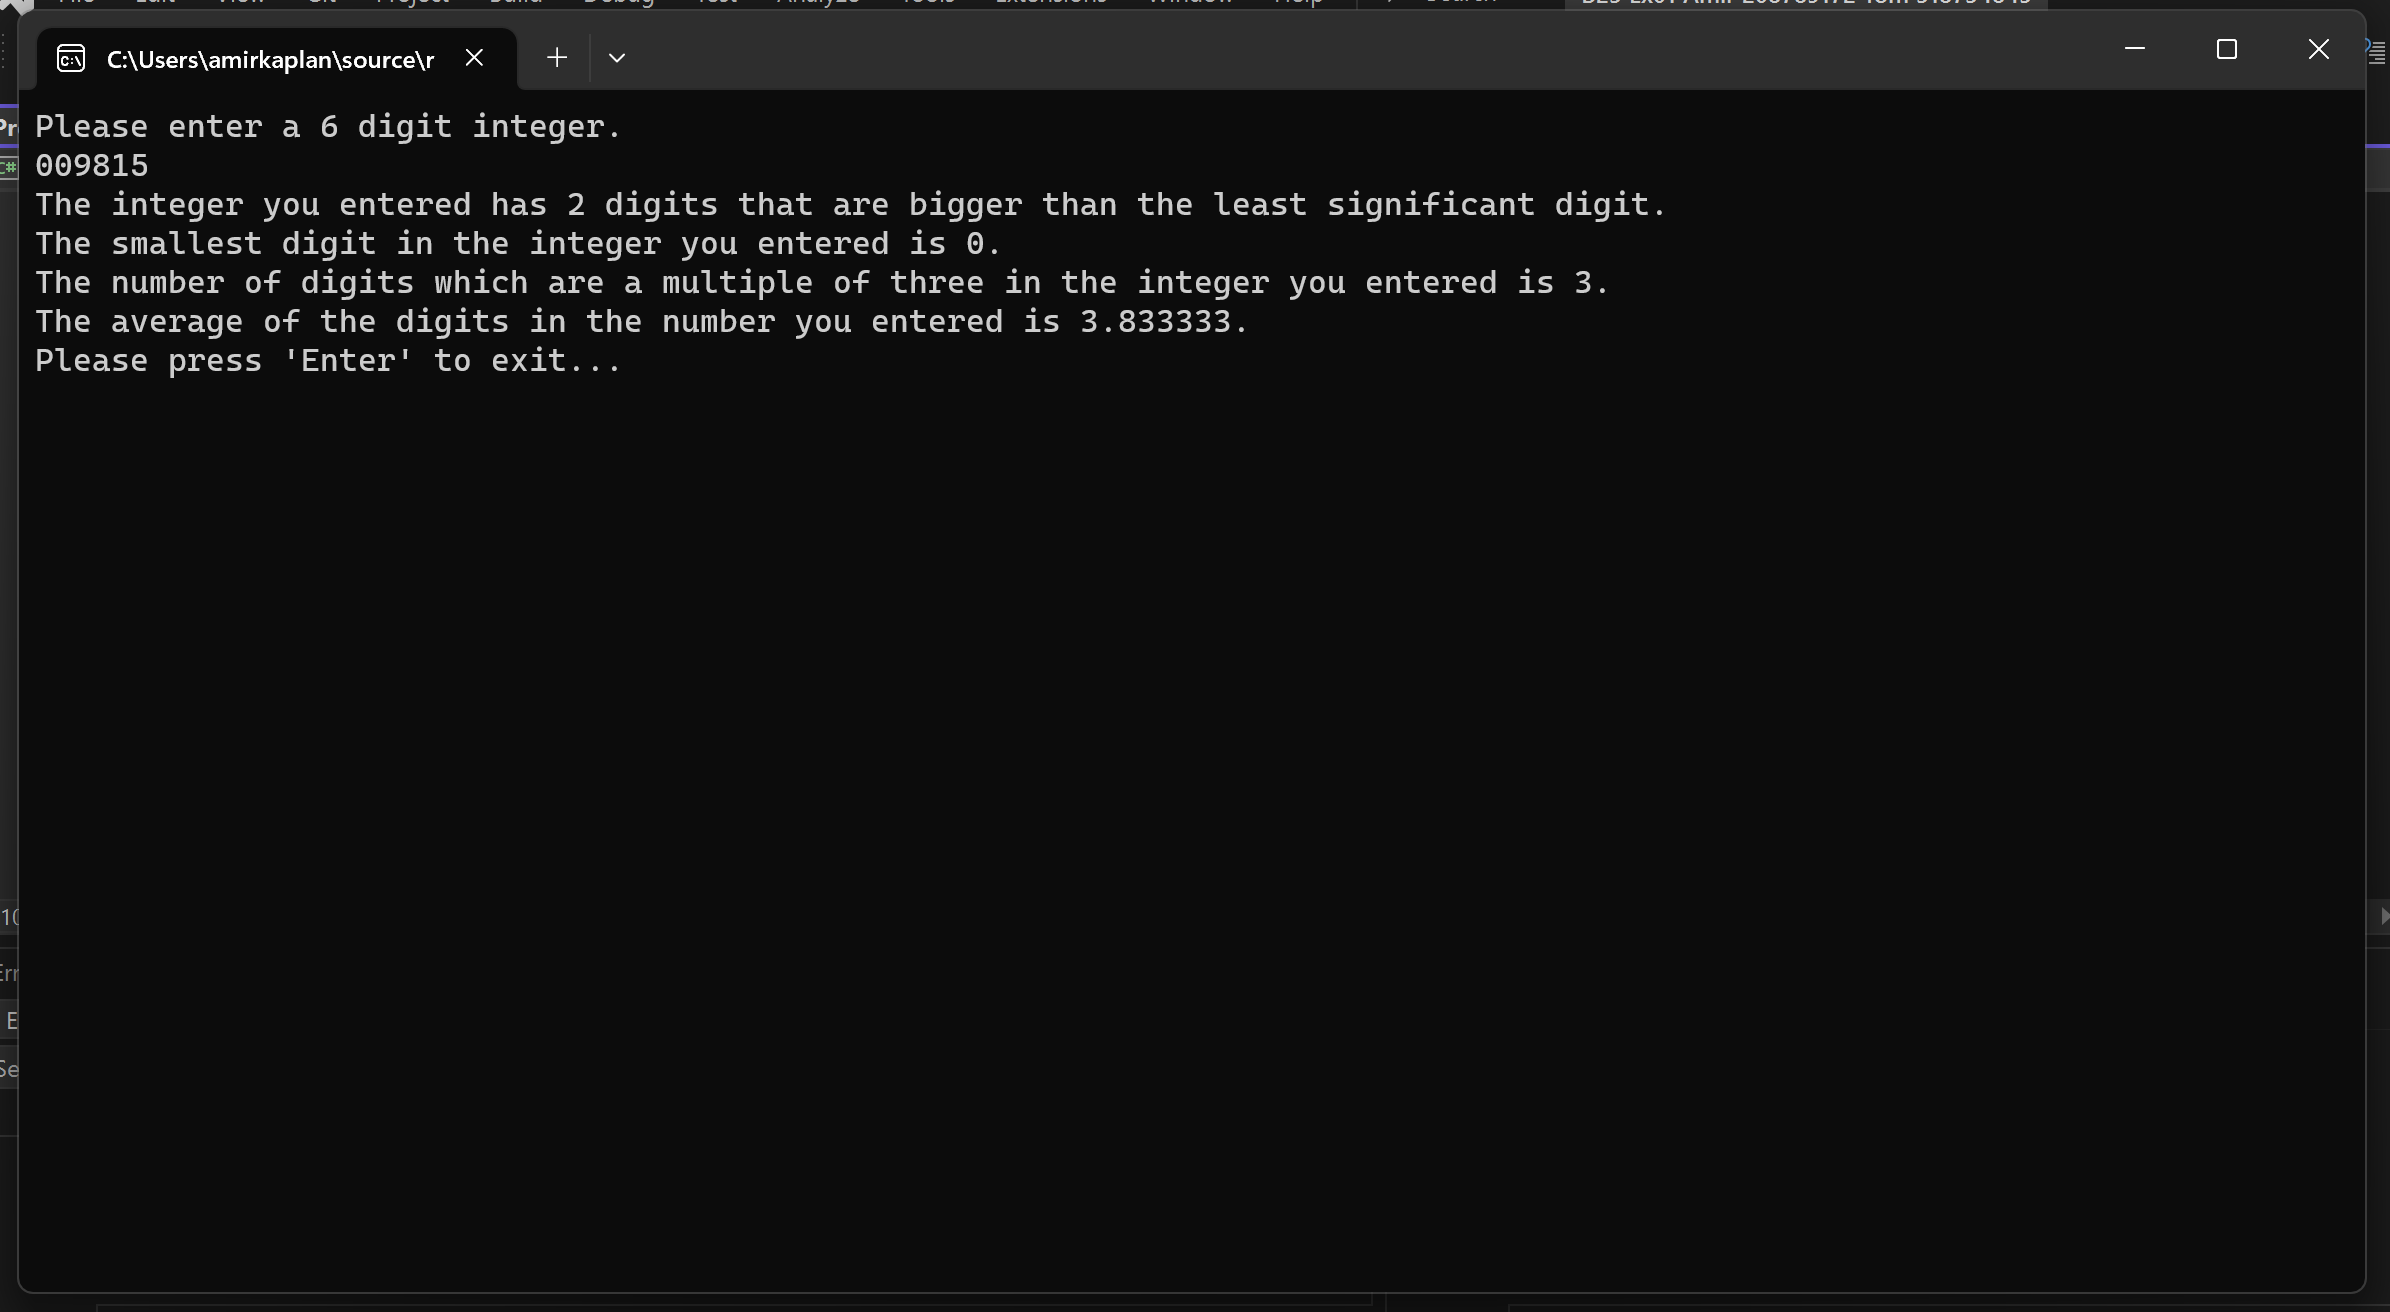 C:\Users\amirkaplan\source\r
Please enter a 6 digit integer.
009815
The integer you entered has 2 digits that are bigger than the least significant digit.
The smallest digit in the integer you entered is 0.
The number of digits which are a multiple of three in the integer you entered is 3.
The average of the digits in the number you entered is 3.833333.
Please press 'Enter' to exit...